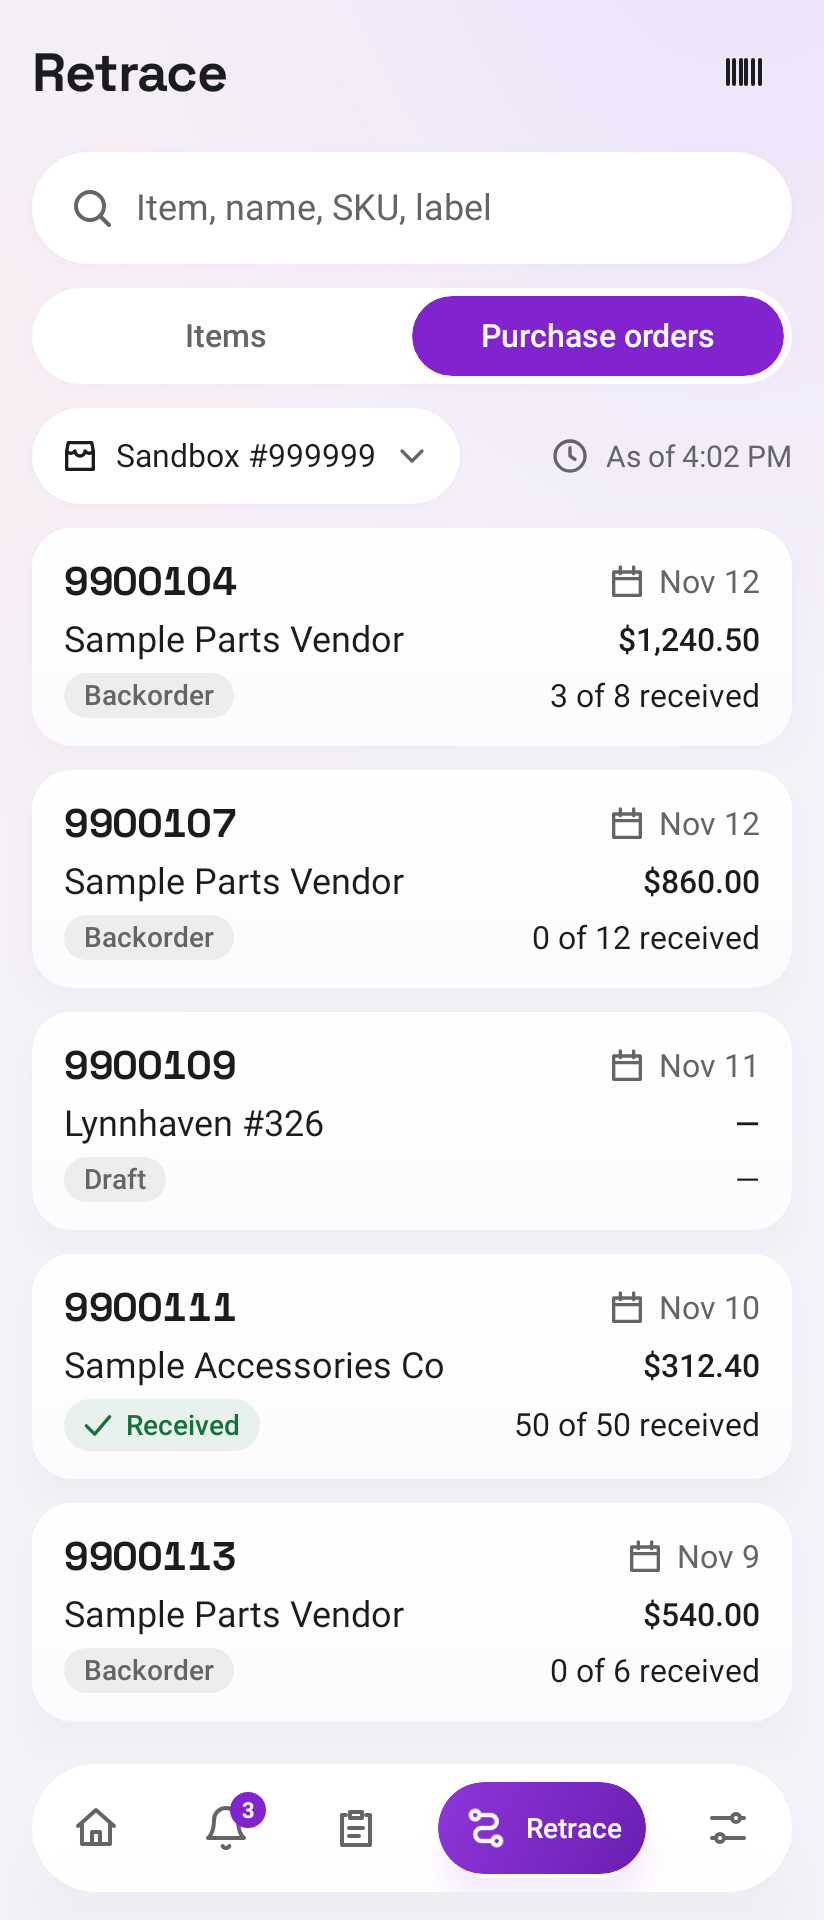 Retrace
Item, name, SKU, label
Items
Purchase orders
Sandbox #999999
As of 4:02 PM
9900104
Nov 12
Sample Parts Vendor
$1,240.50
Backorder
3 of 8 received
9900107
Nov 12
Sample Parts Vendor
$860.00
Backorder
0 of 12 received
9900109
Nov 11
Lynnhaven #326
–
Draft
–
9900111
Nov 10
Sample Accessories Co
$312.40
Received
50 of 50 received
9900113
Nov 9
Sample Parts Vendor
$540.00
Backorder
0 of 6 received
3
Retrace